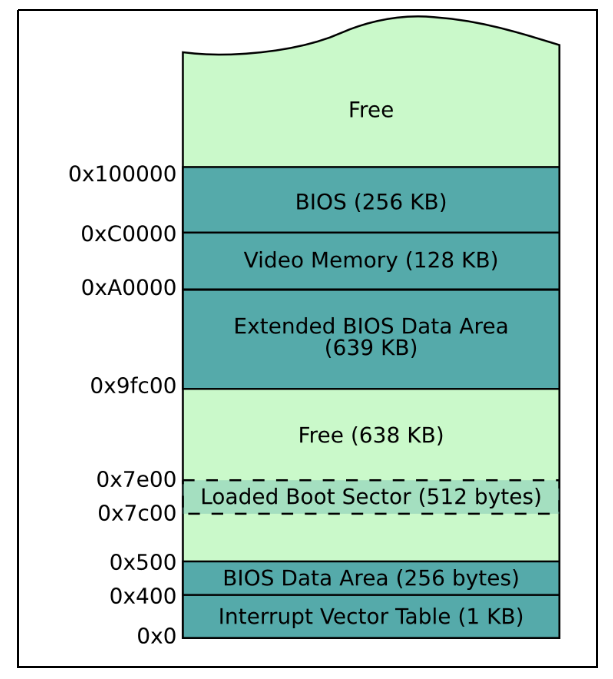 Free
0x100000
BIOS (256 KB)
0xC0000
Video Memory (128 KB)
0xA0000
Extended BIOS Data Area
(639 KB)
0x9fc00
Free (638 KB)
0x7e00
Loaded Boot Sector (512 bytes)
0x7c00
0x500
BIOS Data Area (256 bytes)
0x400
Interrupt Vector Table (1 KB)
0x0